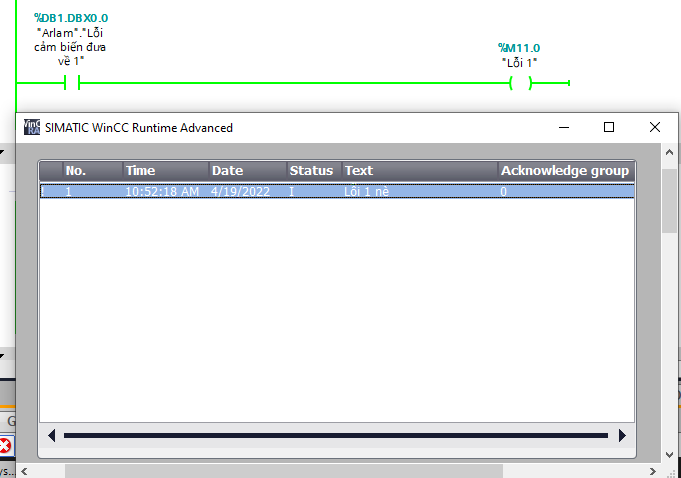 %DB1.DBX0.0
"Arlam"."Lỗi
cảm biến đưa
về 1"
%M11.0
"Lỗi 1"
SIMATIC WinCC Runtime Advanced
No. Time Date Status Text Acknowledge group
! 1 10:52:18 AM 4/19/2022 I Lỗi 1 nè 0
G